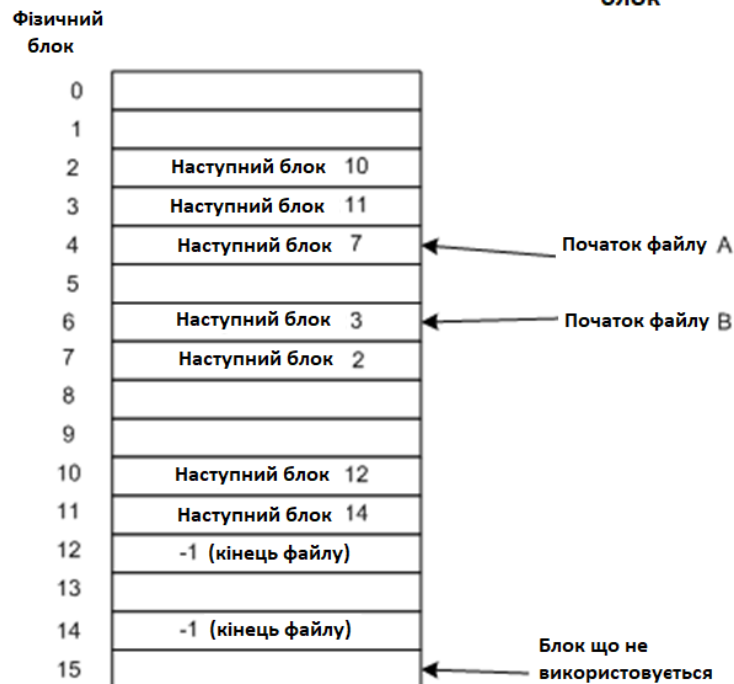 блок
Фізичний
блок
0
1
2 Наступний блок 10
3 Наступний блок 11
4 Наступний блок 7 Початок файлу A
5
6 Наступний блок 3 Початок файлу B
7 Наступний блок 2
8
9
10 Наступний блок 12
11 Наступний блок 14
12 -1 (кінець файлу)
13
14 -1 (кінець файлу)
Блок що не
15 використовується